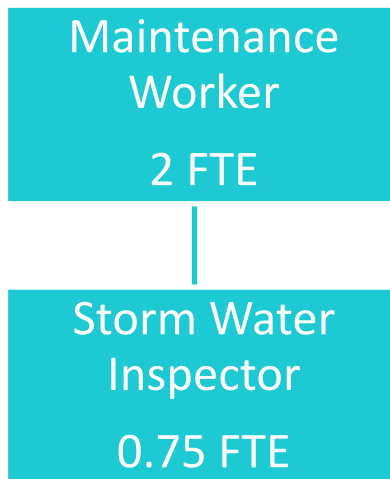 Maintenance
Worker
2 FTE
Storm Water
Inspector
0.75 FTE